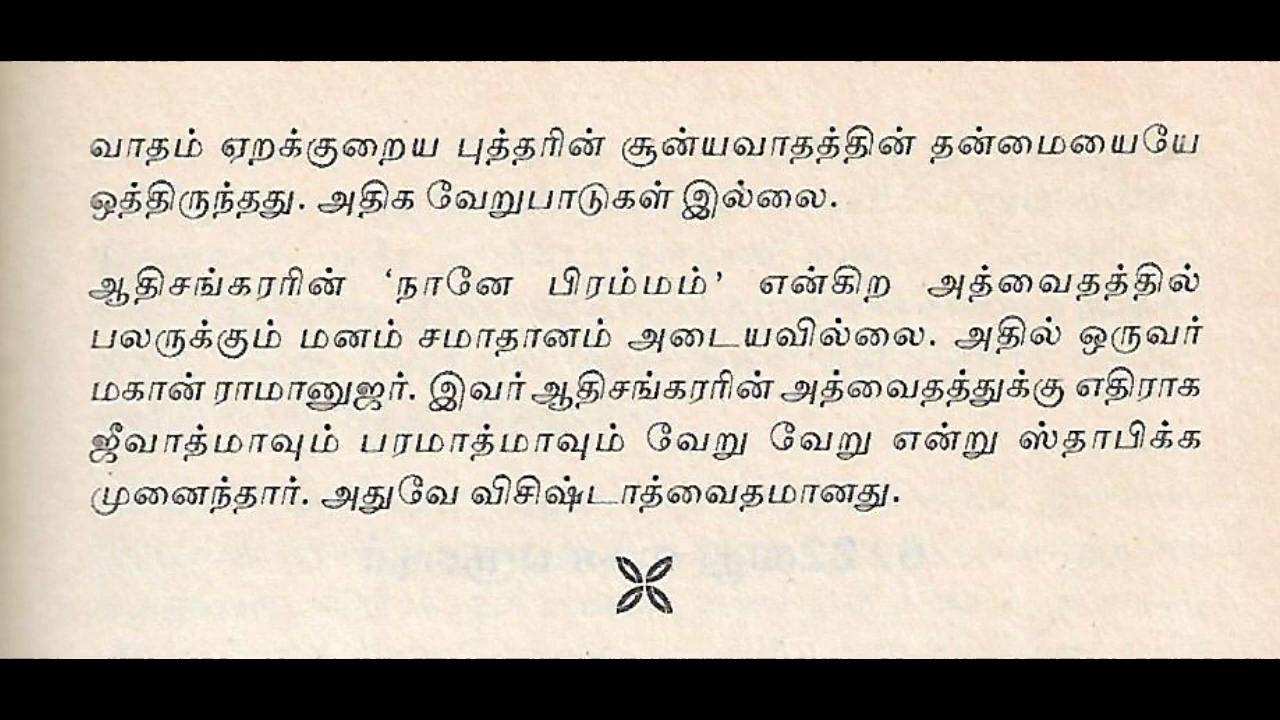 வாதம் ஏறக்குறைய புத்தரின் சூன்யவாதத்தின் தன்மையையே
ஒத்திருந்தது. அதிக வேறுபாடுகள் இல்லை.
ஆதிசங்கரரின் ‘நானே பிரம்மம்’ என்கிற அத்வைதத்தில்
பலருக்கும் மனம் சமாதானம் அடையவில்லை. அதில் ஒருவர்
மகான் ராமானுஜர். இவர் ஆதிசங்கரரின் அத்வைதத்துக்கு எதிராக
ஜீவாத்மாவும் பரமாத்மாவும் வேறு வேறு என்று ஸ்தாபிக்க
முனைந்தார். அதுவே விசிஷ்டாத்வைதமானது.